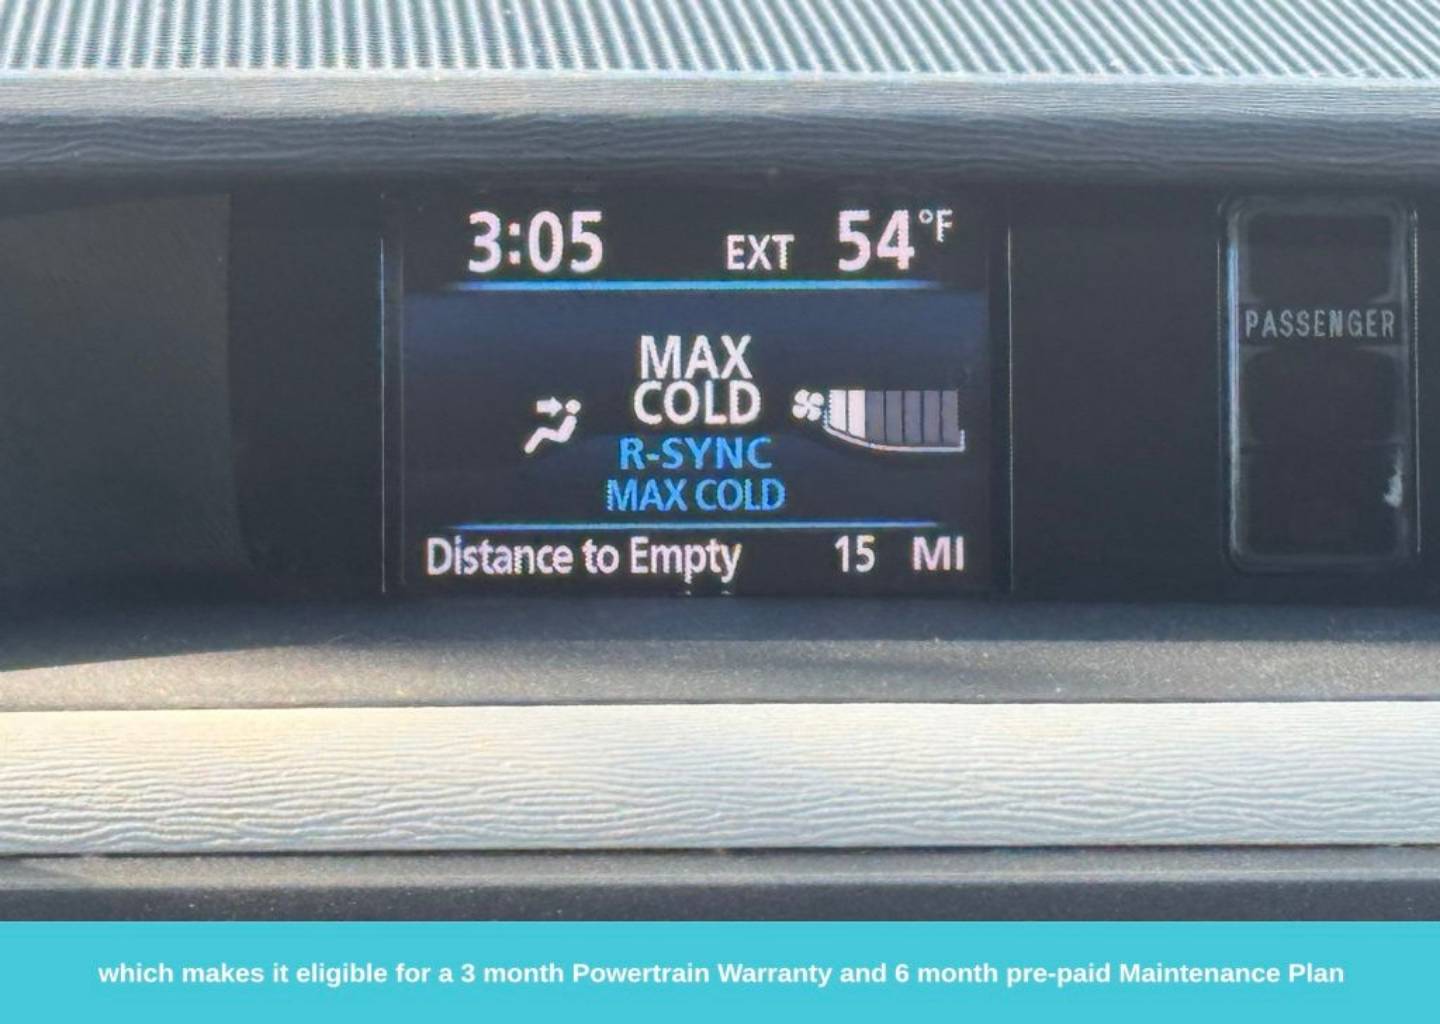 3:05 EXT 54°F
MAX
COLD
R-SYNC
MAX COLD
Distance to Empty 15 MI
PASSENGER
which makes it eligible for a 3 month Powertrain Warranty and 6 month pre-paid Maintenance Plan